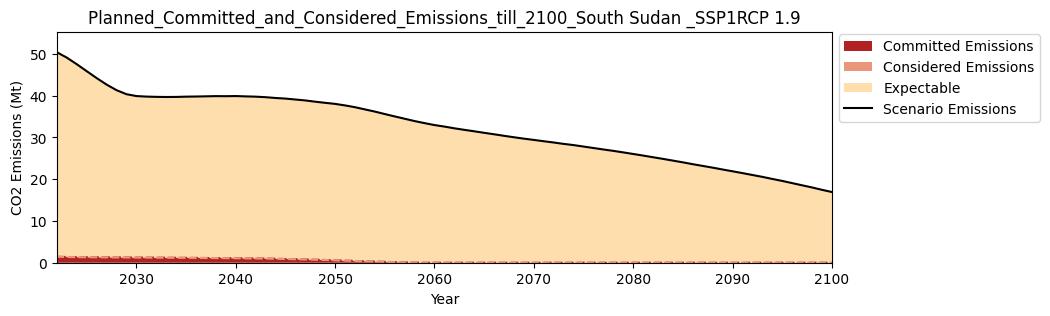 Planned_Committed_and_Considered_Emissions_till_2100_South Sudan _SSP1RCP 1.9
50
40
30
20
10
0
CO2 Emissions (Mt)
2030 2040 2050 2060 2070 2080 2090 2100
Year
Committed Emissions
Considered Emissions
Expectable
Scenario Emissions